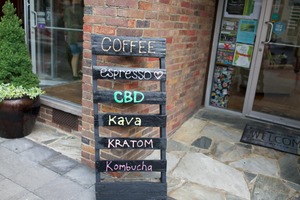 COFFEE
espresso
CBD
Kava
KRATOM
Kombucha
WELCOME